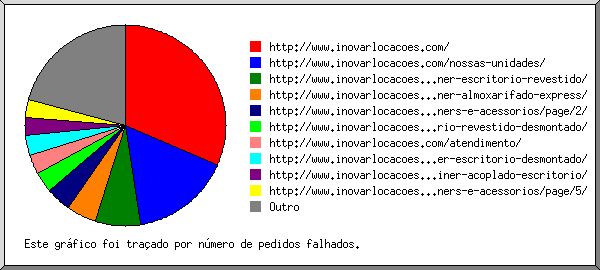 http://www.inovarlocacoes.com/
http://www.inovarlocacoes.com/nossas-unidades/
http://www.inovarlocacoes...ner-escritorio-revestido/
http://www.inovarlocacoes...ner-almoxarifado-express/
http://www.inovarlocacoes...ners-e-acessorios/page/2/
http://www.inovarlocacoes...rio-revestido-desmontado/
http://www.inovarlocacoes.com/atendimento/
http://www.inovarlocacoes...er-escritorio-desmontado/
http://www.inovarlocacoes...iner-acoplado-escritorio/
http://www.inovarlocacoes...ners-e-acessorios/page/5/
Outro
Este gráfico foi traçado por número de pedidos falhados.